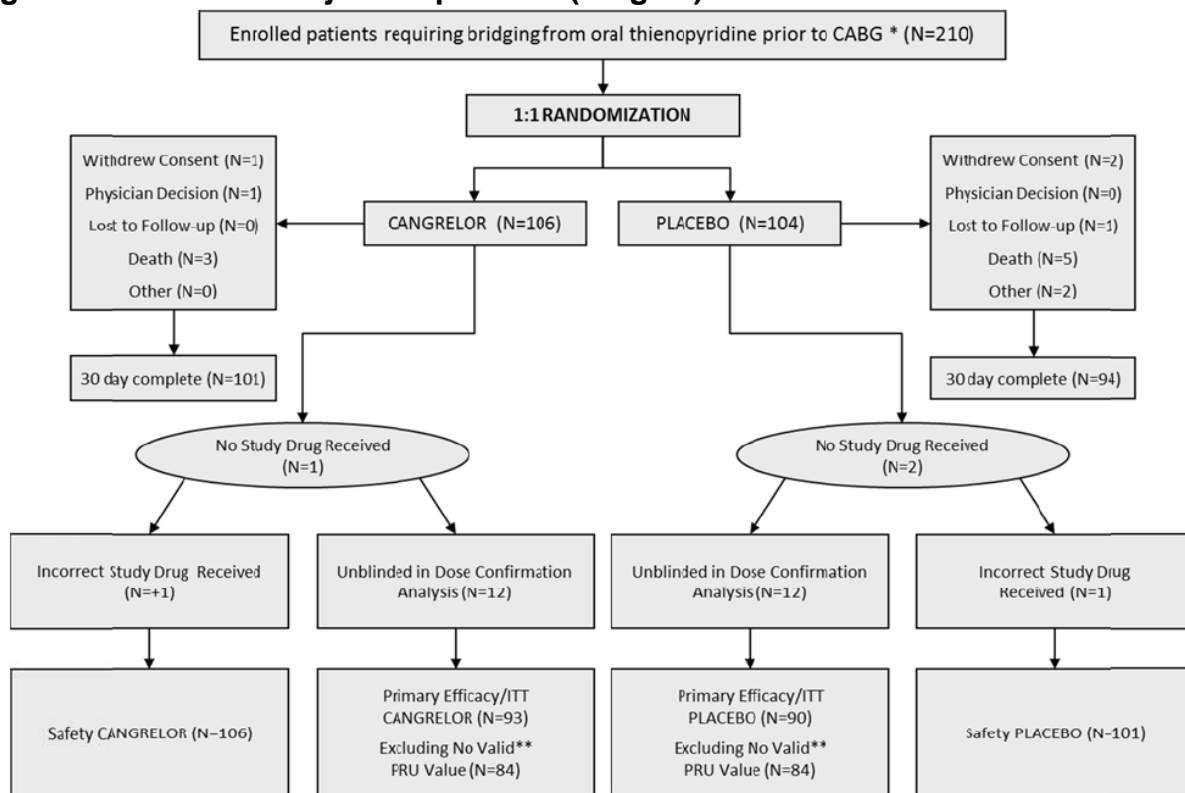 Enrolled patients requiring bridging from oral thienopyridine prior to CABG * (N=210)
1:1 RANDOMIZATION
Withdrew Consent (N=1)
Physician Decision (N=1)
Lost to Follow-up (N=0)
Death (N=3)
Other (N=0)
CANGRELOR (N=106)
PLACEBO (N=104)
Withdrew Consent (N=2)
Physician Decision (N=0)
Lost to Follow-up (N=1)
Death (N=5)
Other (N=2)
30 day complete (N=101)
30 day complete (N=94)
No Study Drug Received
(N=1)
No Study Drug Received
(N=2)
Incorrect Study Drug Received
(N=+1)
Unblinded in Dose Confirmation
Analysis (N=12)
Unblinded in Dose Confirmation
Analysis (N=12)
Incorrect Study Drug
Received (N=1)
Safety CANGRELOR (N=106)
Primary Efficacy/ITT
CANGRELOR (N=93)
Excluding No Valid**
PRU Value (N=84)
Primary Efficacy/ITT
PLACEBO (N=90)
Excluding No Valid**
PRU Value (N=84)
Safety PLACEBO (N=101)